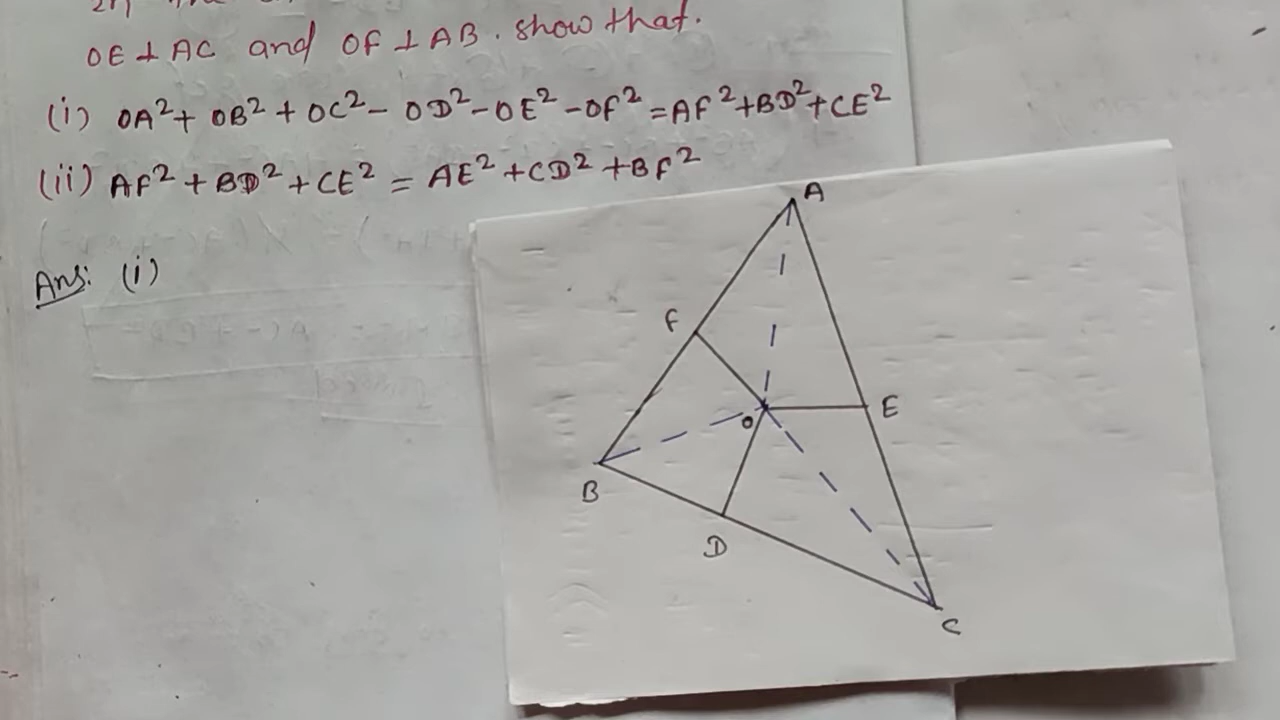 OE ⊥ AC and OF ⊥ AB. show that.
(i) OA² + OB² + OC² - OD² - OE² - OF² = AF² + BD² + CE²
(ii) AF² + BD² + CE² = AE² + CD² + BF²
Ans: (i)
A
F
O
E
B
D
C